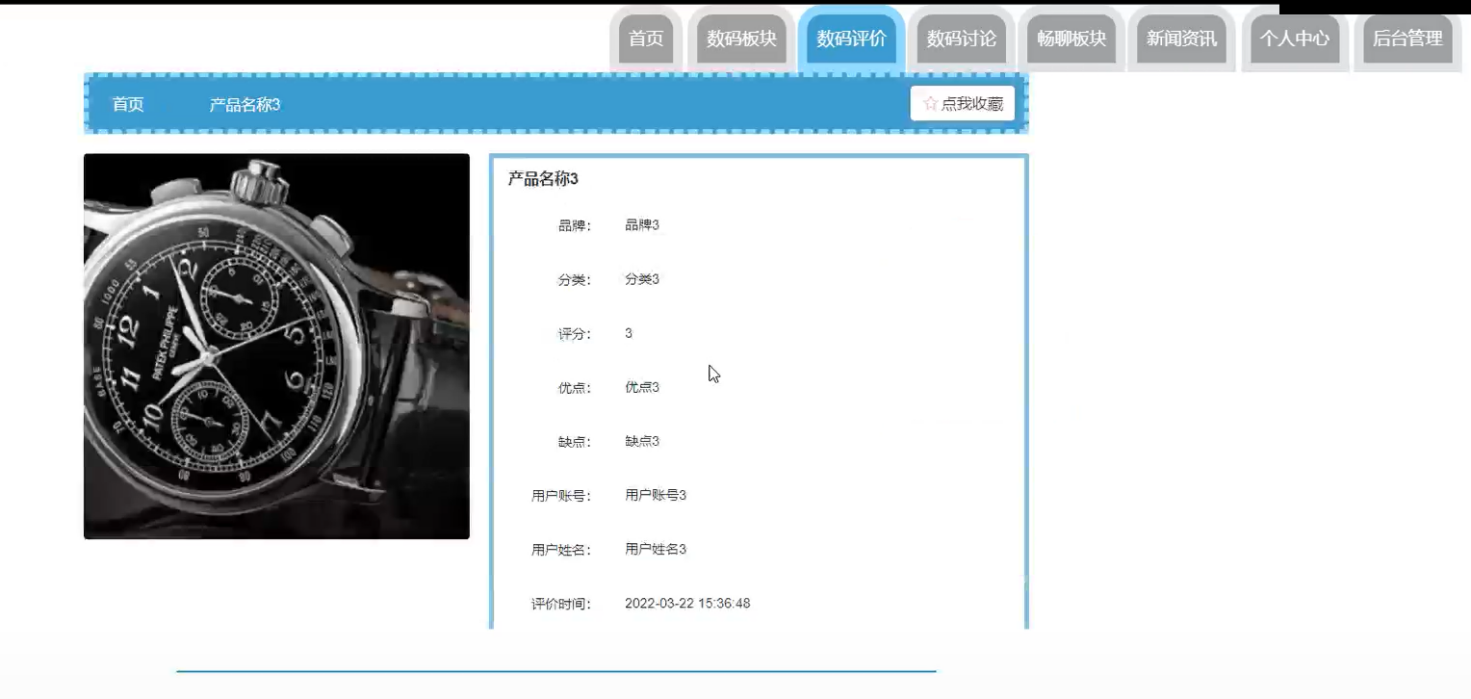 首页 数码板块 数码评价 数码讨论 畅聊板块 新闻资讯 个人中心 后台管理
首页 产品名称3 ☆点我收藏
PATEK PHILIPPE
GENEVE
产品名称3
品牌: 品牌3
分类: 分类3
评分: 3
优点: 优点3
缺点: 缺点3
用户账号: 用户账号3
用户姓名: 用户姓名3
评价时间: 2022-03-22 15:36:48